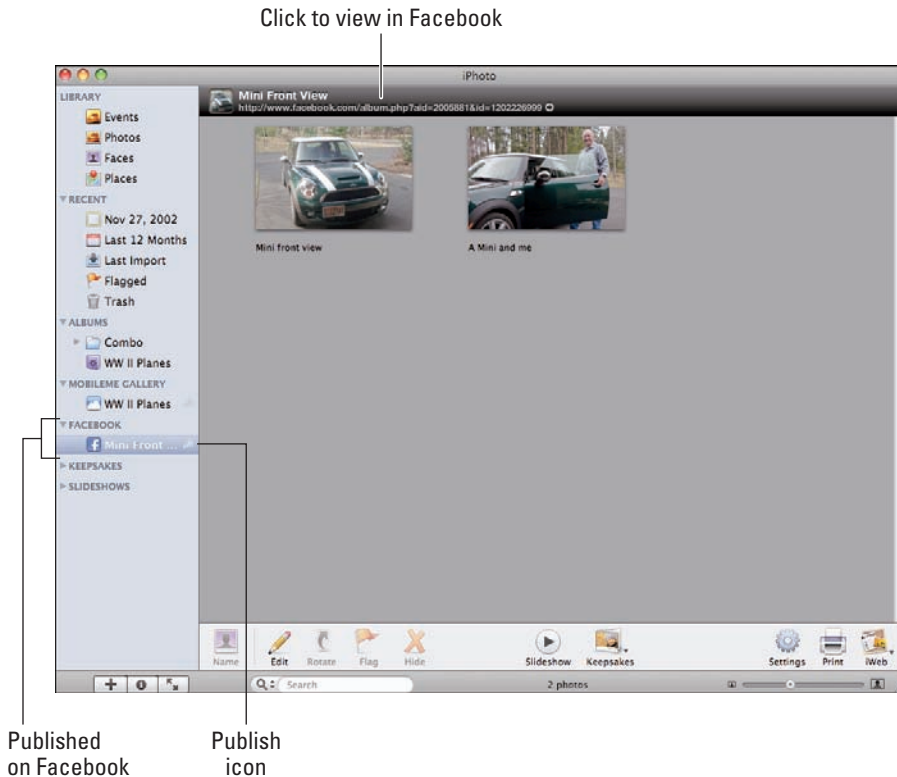 Click to view in Facebook
iPhoto
LIBRARY
Events
Photos
Faces
Places
RECENT
Nov 27, 2002
Last 12 Months
Last Import
Flagged
Trash
ALBUMS
Combo
WW II Planes
MOBILEME GALLERY
WW II Planes
FACEBOOK
Mini Front ...
KEEPSAKES
SLIDESHOWS
Mini Front View
http://www.facebook.com/album.php?aid=2005881&id=1202226999
Mini front view
A Mini and me
Name
Edit
Rotate
Flag
Hide
Slideshow
Keepsakes
Settings
Print
iWeb
Search
2 photos
Published
on Facebook
Publish
icon